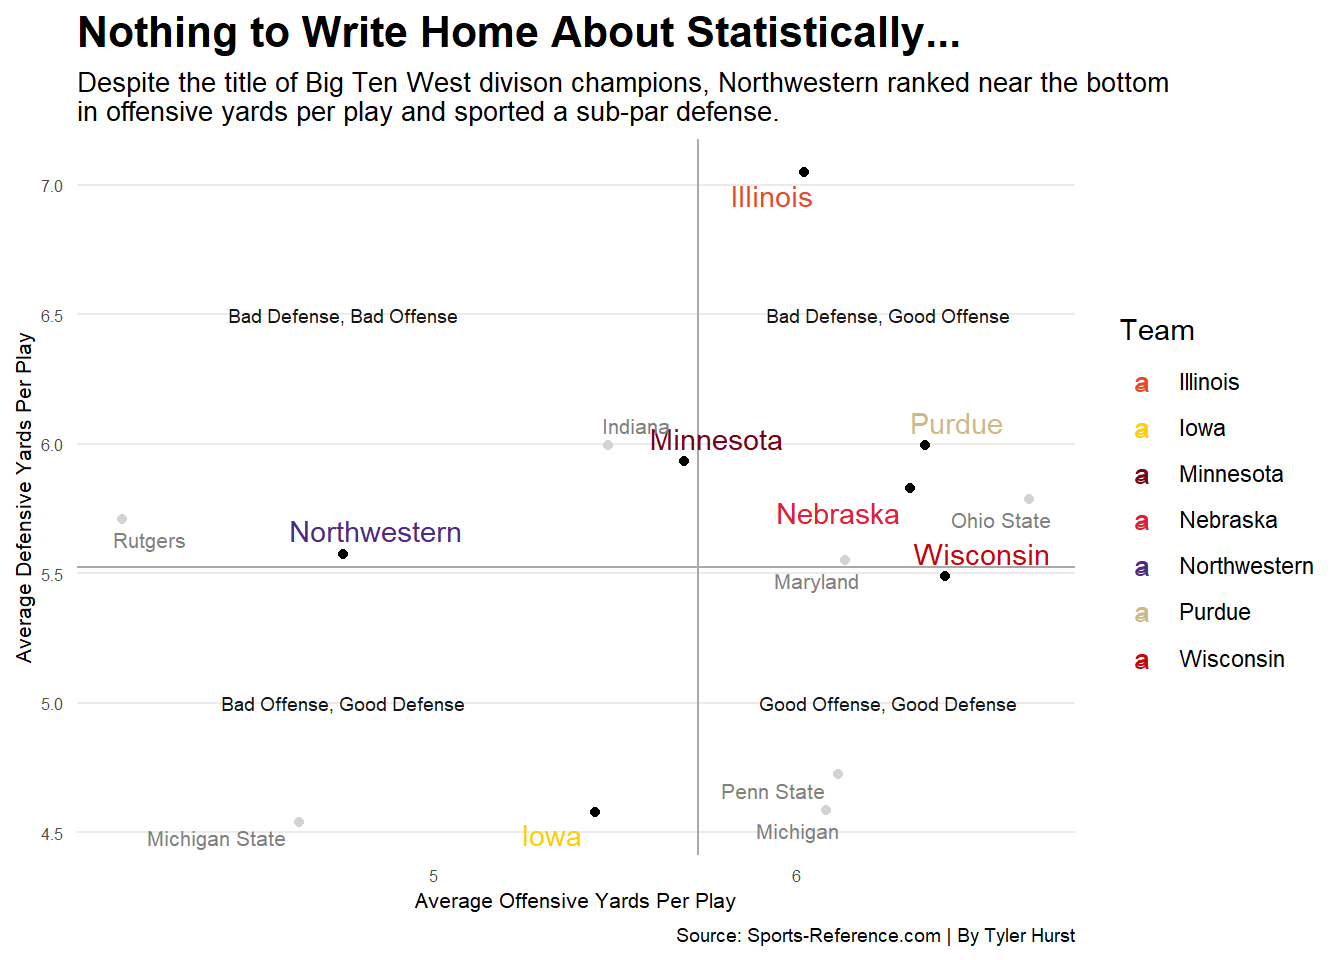 Nothing to Write Home About Statistically...
Despite the title of Big Ten West divison champions, Northwestern ranked near the bottom
in offensive yards per play and sported a sub-par defense.
7.0
6.5
6.0
5.5
5.0
4.5
Average Defensive Yards Per Play
Illinois
Bad Defense, Bad Offense
Bad Defense, Good Offense
Indiana
Minnesota
Purdue
Nebraska
Ohio State
Rutgers
Northwestern
Wisconsin
Maryland
Bad Offense, Good Defense
Good Offense, Good Defense
Penn State
Michigan
Michigan State
Iowa
5
6
Average Offensive Yards Per Play
Source: Sports-Reference.com | By Tyler Hurst
Team
a Illinois
a Iowa
a Minnesota
a Nebraska
a Northwestern
a Purdue
a Wisconsin